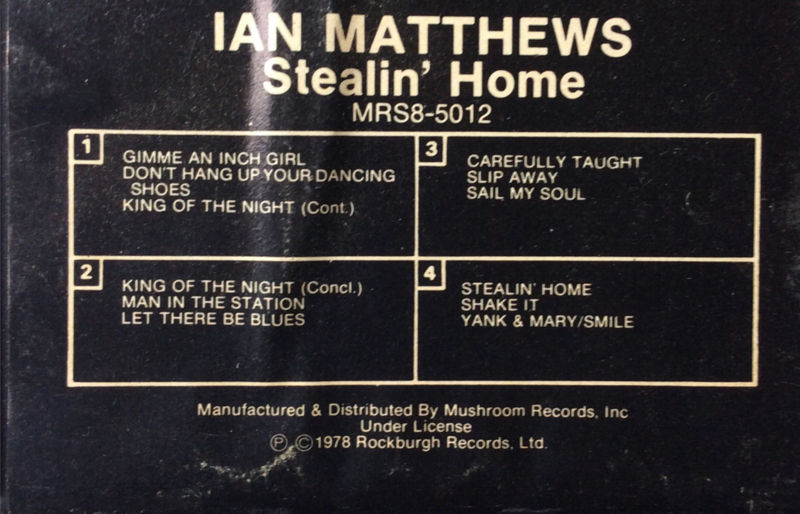 IAN MATTHEWS
Stealin' Home
MRS8-5012
1
GIMME AN INCH GIRL
DON'T HANG UP YOUR DANCING
SHOES
KING OF THE NIGHT (Cont.)
2
KING OF THE NIGHT (Concl.)
MAN IN THE STATION
LET THERE BE BLUES
3
CAREFULLY TAUGHT
SLIP AWAY
SAIL MY SOUL
4
STEALIN' HOME
SHAKE IT
YANK & MARY/SMILE
Manufactured & Distributed By Mushroom Records, Inc
Under License
Ⓟ © 1978 Rockburgh Records, Ltd.